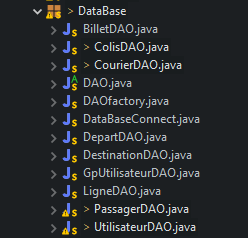 > DataBase
BilletDAO.java
> ColisDAO.java
> CourierDAO.java
DAO.java
DAOfactory.java
DataBaseConnect.java
DepartDAO.java
DestinationDAO.java
GpUtilisateurDAO.java
LigneDAO.java
> PassagerDAO.java
> UtilisateurDAO.java